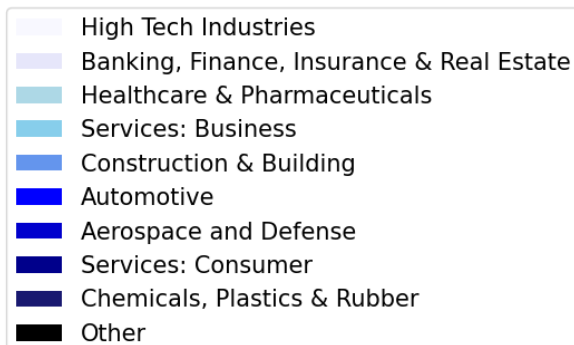 High Tech Industries
Banking, Finance, Insurance & Real Estate
Healthcare & Pharmaceuticals
Services: Business
Construction & Building
Automotive
Aerospace and Defense
Services: Consumer
Chemicals, Plastics & Rubber
Other